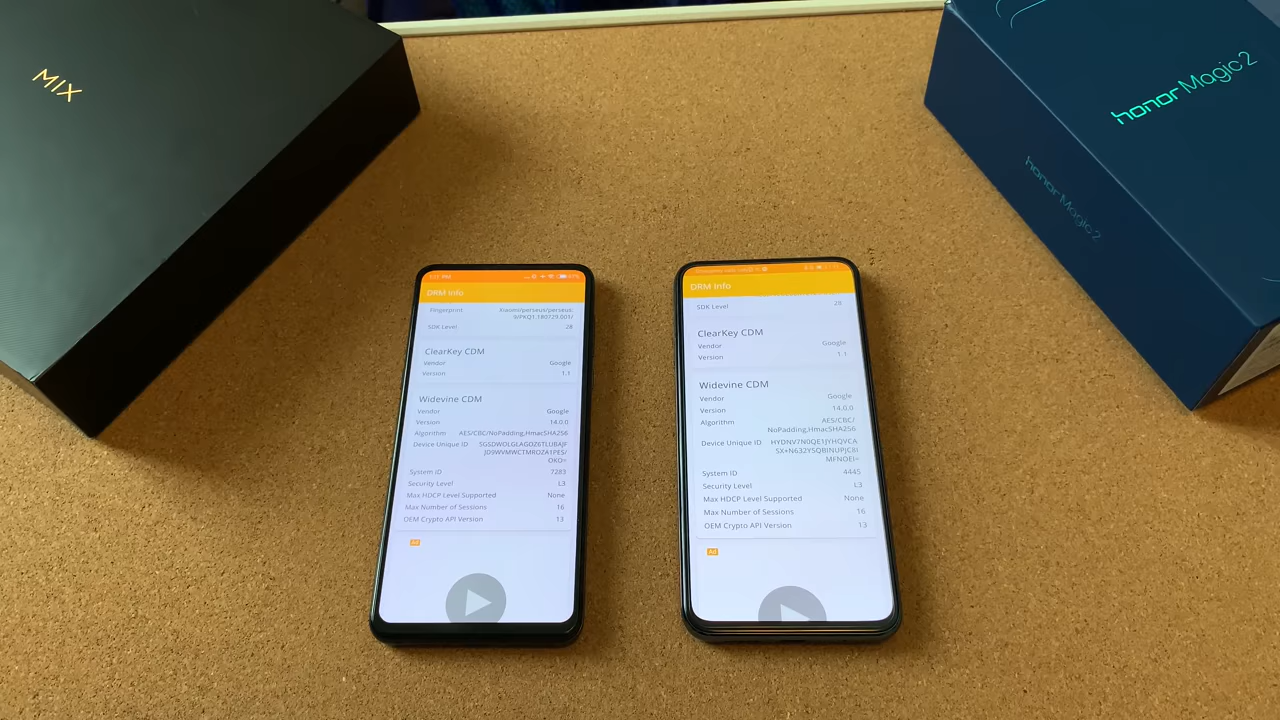 MIX
honor Magic 2
honor Magic 2
DRM Info
Fingerprint
9/PKQ1.180729.001/
SDK Level 28
ClearKey CDM
Vendor Google
Version 1.1
Widevine CDM
Vendor Google
Version 14.0.0
Algorithm AES/CBC/NoPadding,HmacSHA256
Device Unique ID
System ID 7283
Security Level L3
Max HDCP Level Supported None
Max Number of Sessions 16
OEM Crypto API Version 13
Ad
DRM Info
SDK Level 28
ClearKey CDM
Vendor Google
Version 1.1
Widevine CDM
Vendor Google
Version 14.0.0
Algorithm AES/CBC/
NoPadding,HmacSHA256
Device Unique ID
System ID 4445
Security Level L3
Max HDCP Level Supported None
Max Number of Sessions 16
OEM Crypto API Version 13
Ad